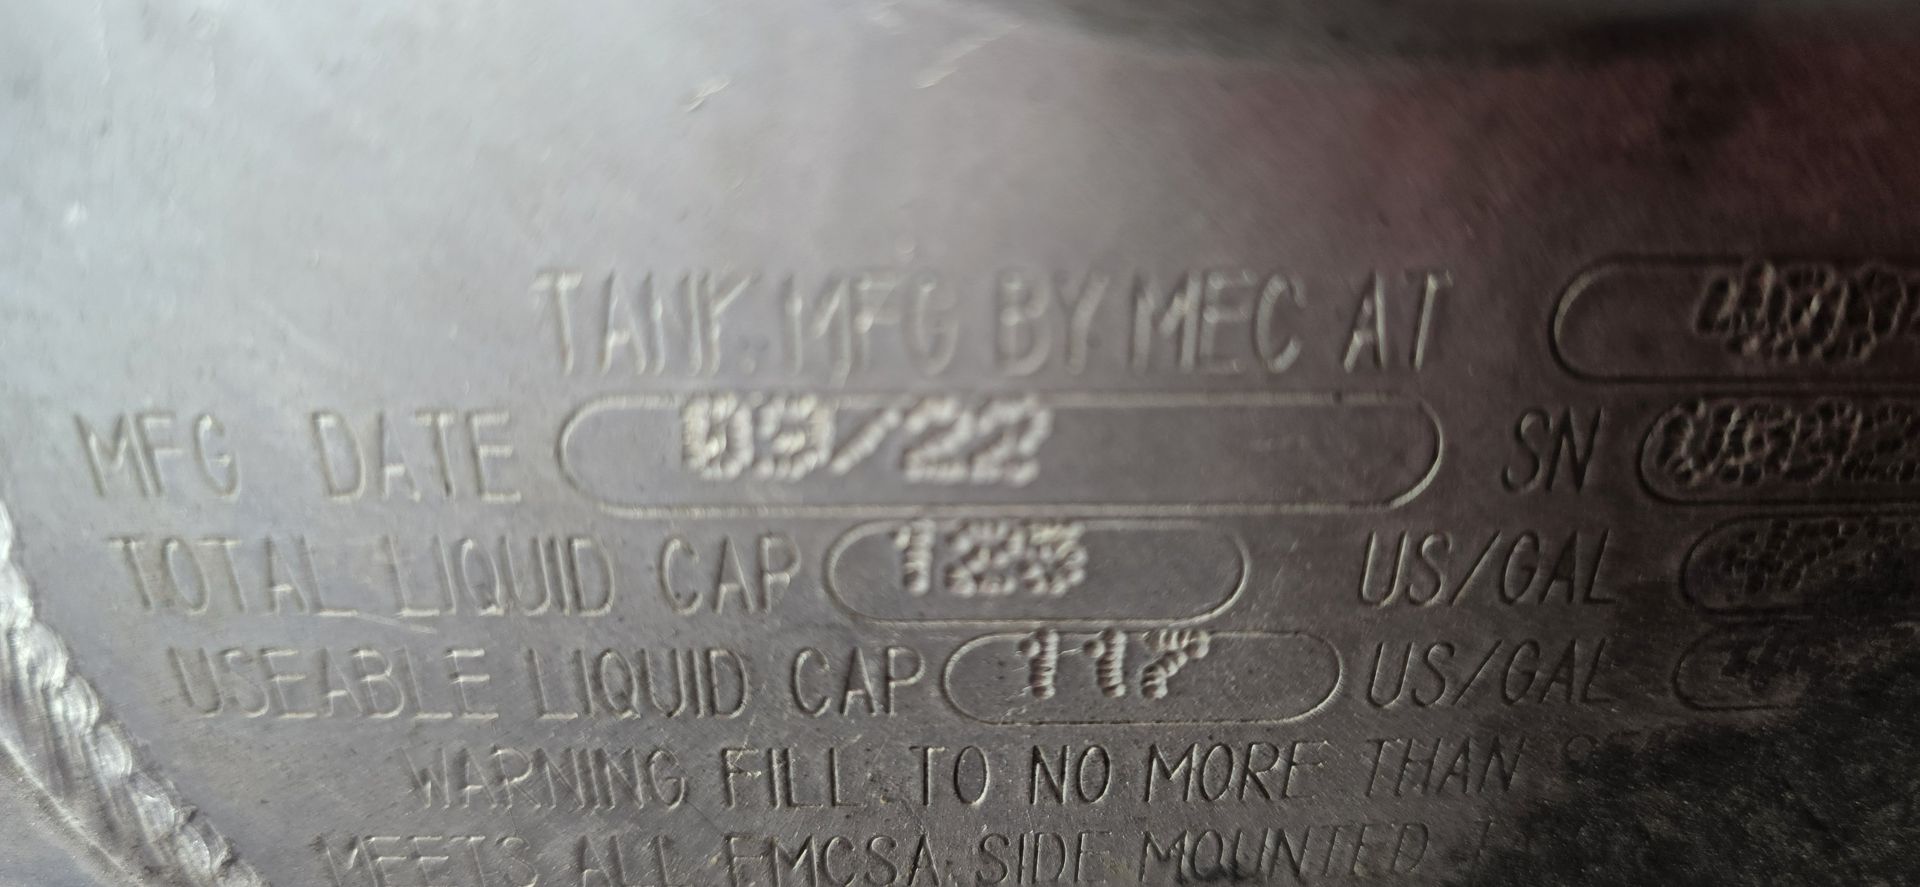 TANK MFG BY MEC AT
MFG DATE 03/22 SN
TOTAL LIQUID CAP US/GAL
USEABLE LIQUID CAP 117 US/GAL
WARNING FILL TO NO MORE THAN
MEETS ALL FMCSA SIDE MOUNTED